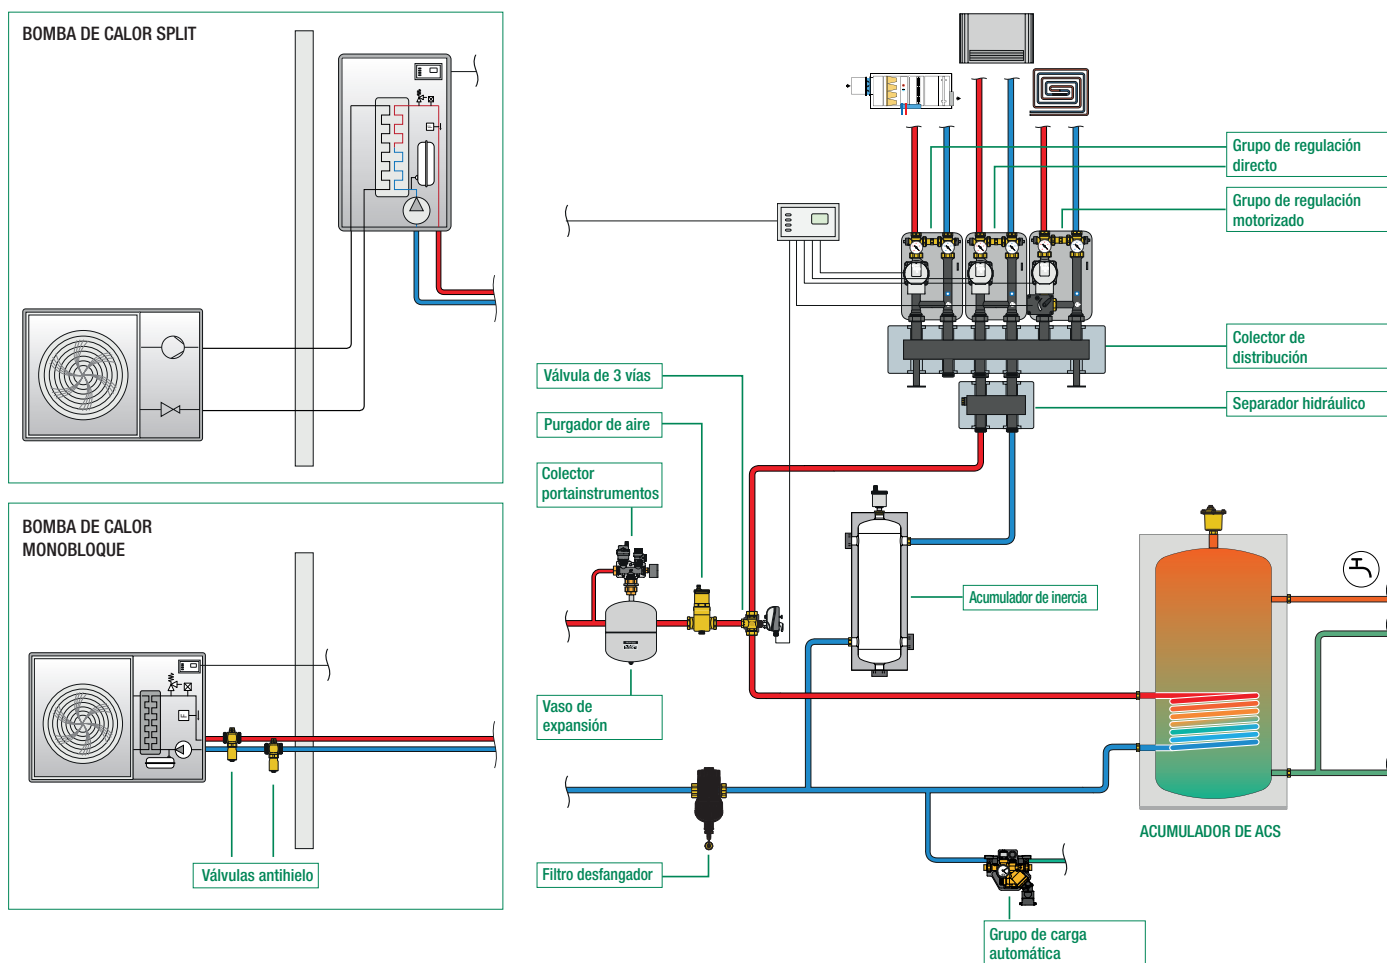 BOMBA DE CALOR SPLIT
BOMBA DE CALOR
MONOBLOQUE
Válvulas antihielo
Válvula de 3 vías
Purgador de aire
Colector
portainstrumentos
Vaso de
expansión
Filtro desfangador
Grupo de regulación
directo
Grupo de regulación
motorizado
Colector de
distribución
Separador hidráulico
Acumulador de inercia
ACUMULADOR DE ACS
Grupo de carga
automática